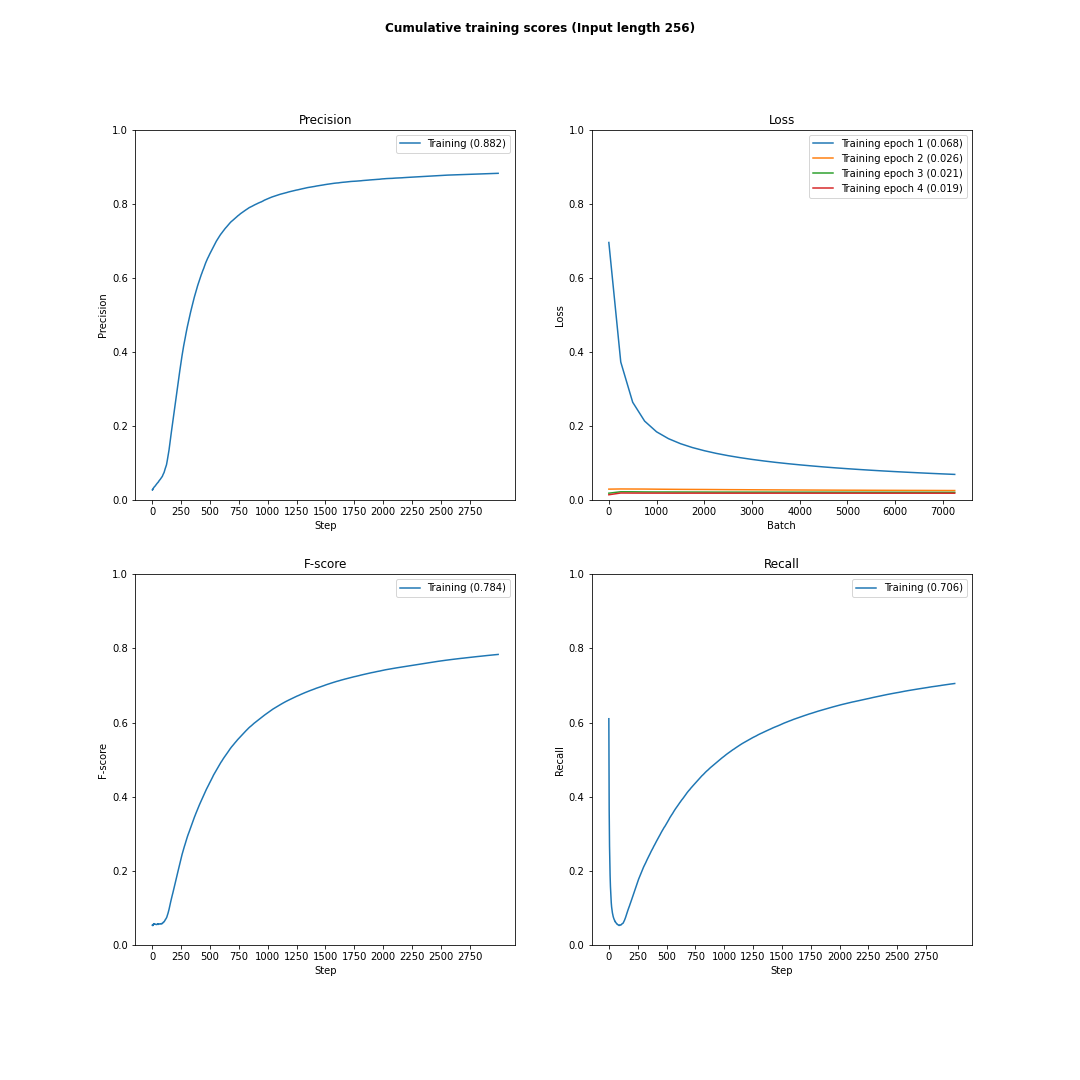 Cumulative training scores (Input length 256)
Precision
Training (0.882)
1.0
0.8
0.6
0.4
0.2
0.0
Precision
0 250 500 750 1000 1250 1500 1750 2000 2250 2500 2750
Step
Loss
Training epoch 1 (0.068)
Training epoch 2 (0.026)
Training epoch 3 (0.021)
Training epoch 4 (0.019)
1.0
0.8
0.6
0.4
0.2
0.0
Loss
0 1000 2000 3000 4000 5000 6000 7000
Batch
F-score
Training (0.784)
1.0
0.8
0.6
0.4
0.2
0.0
F-score
0 250 500 750 1000 1250 1500 1750 2000 2250 2500 2750
Step
Recall
Training (0.706)
1.0
0.8
0.6
0.4
0.2
0.0
Recall
0 250 500 750 1000 1250 1500 1750 2000 2250 2500 2750
Step